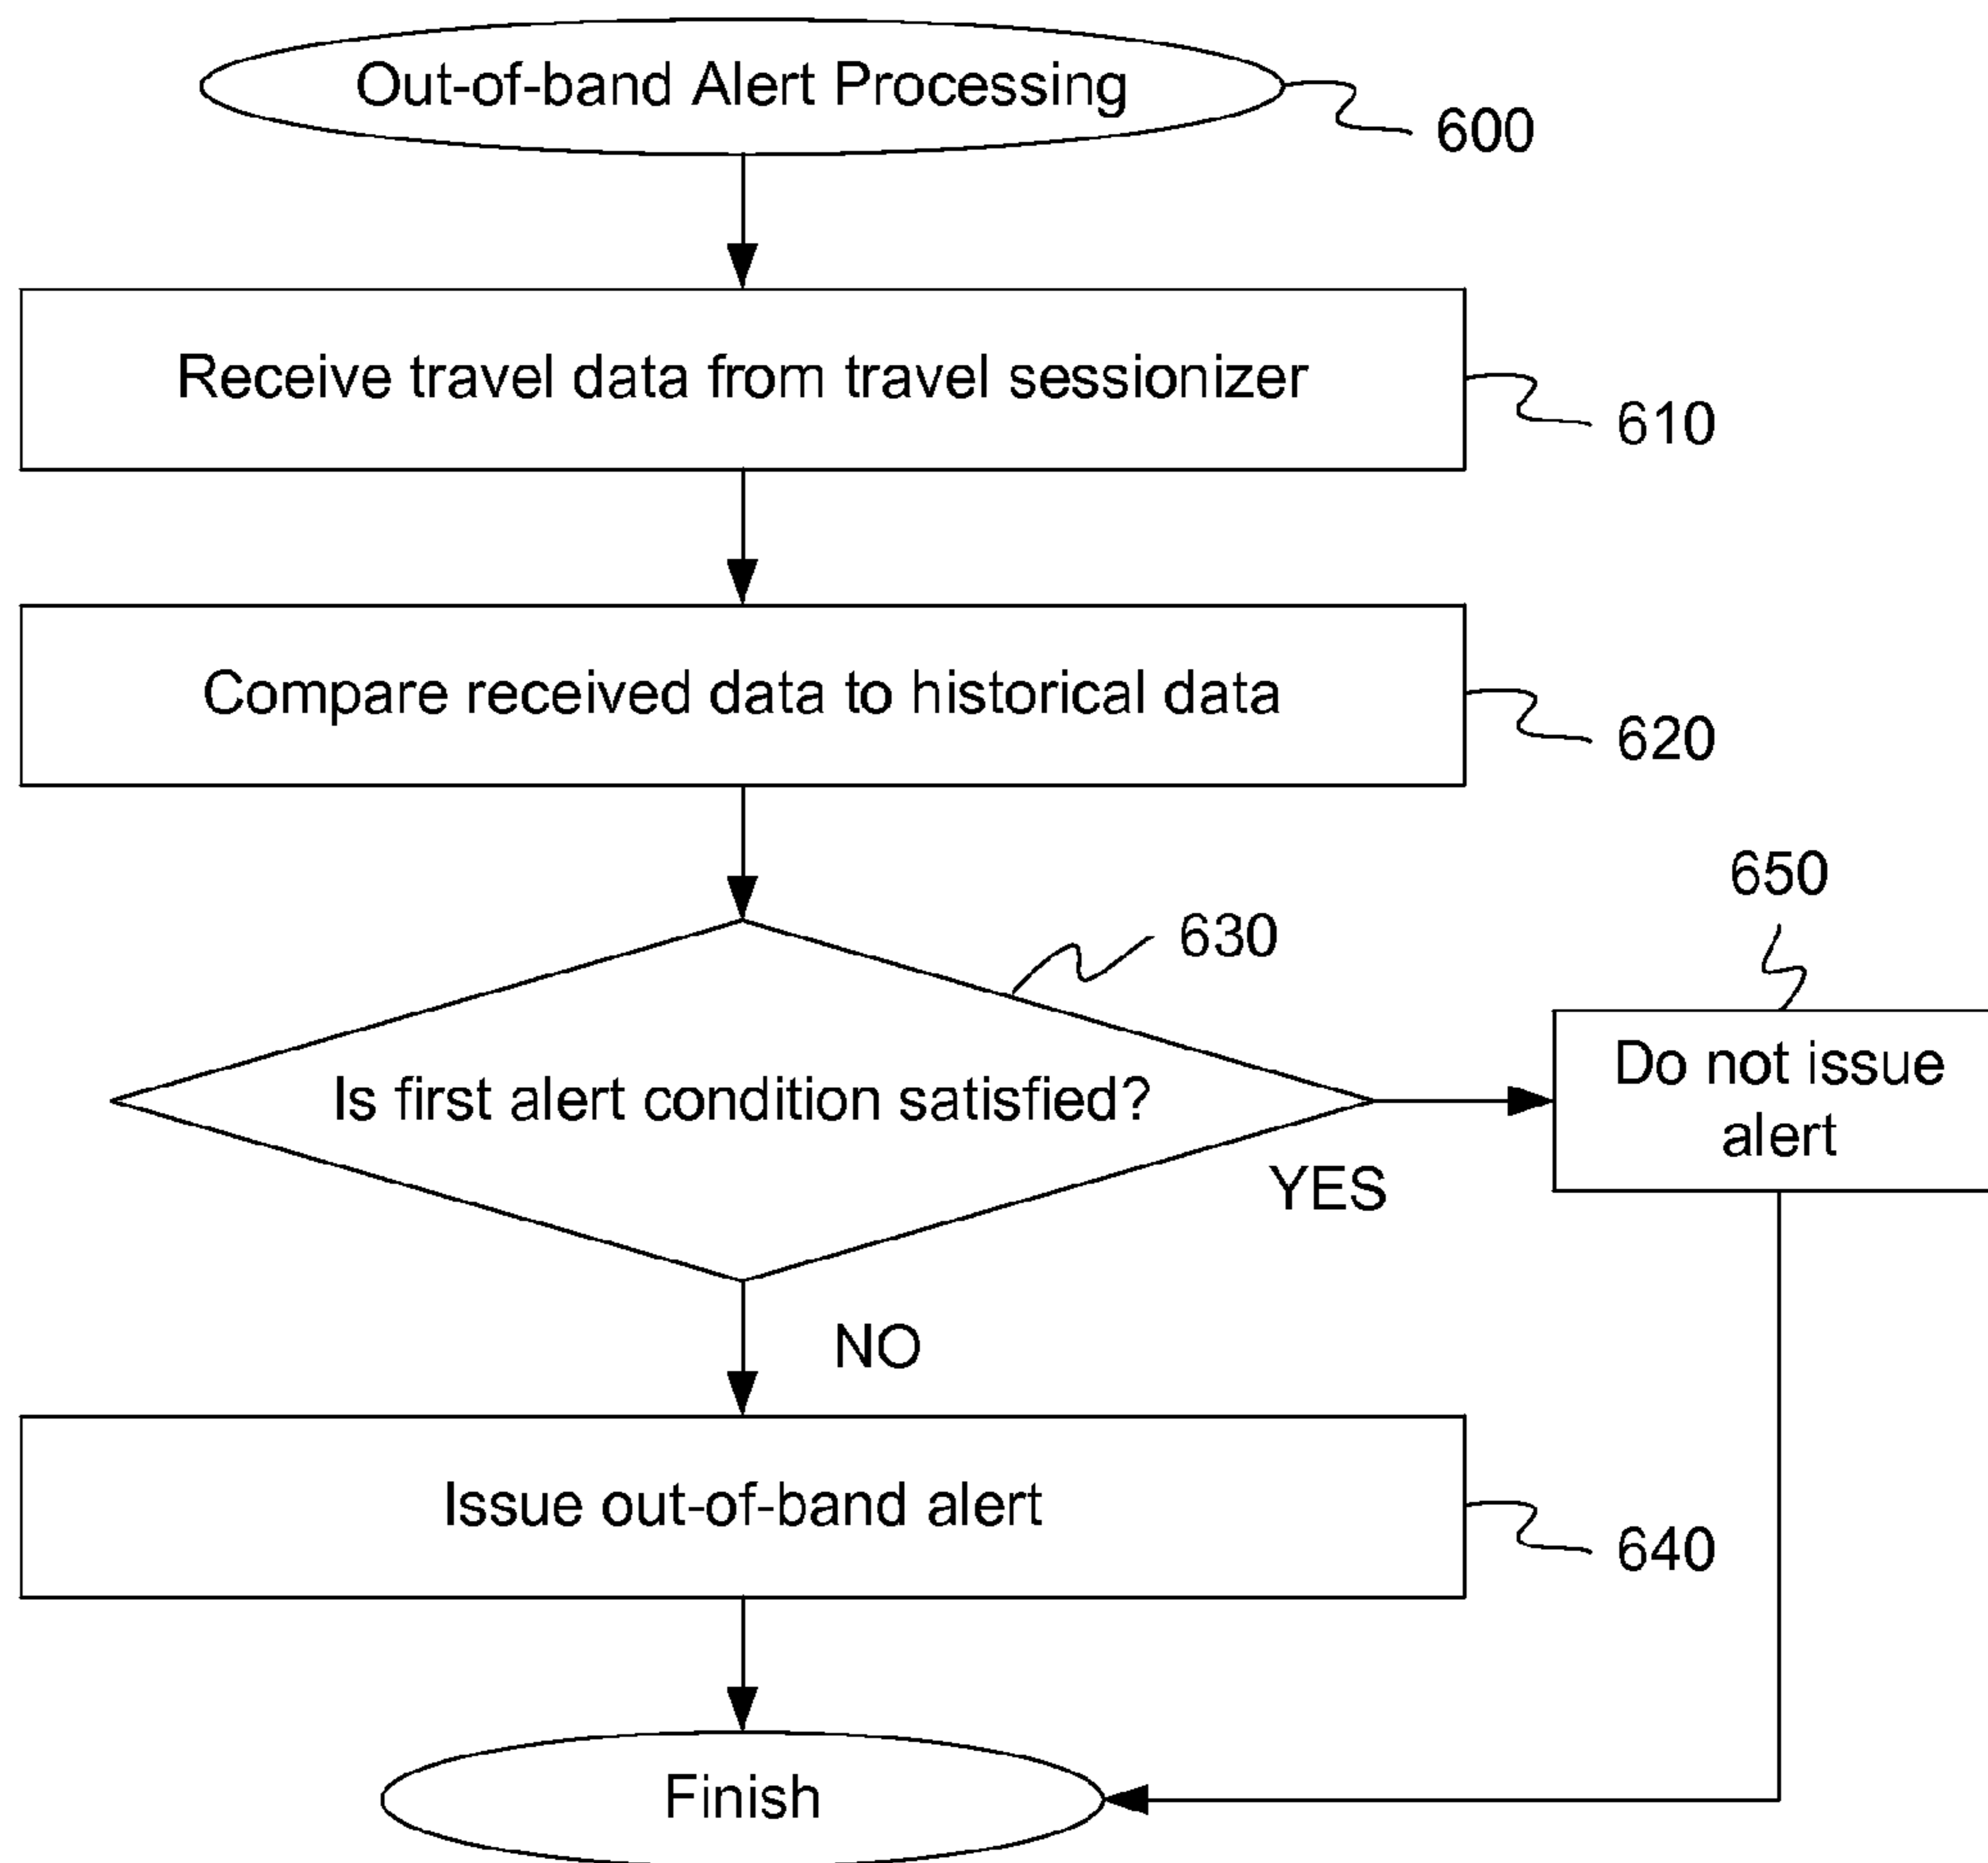 Out-of-band Alert Processing
600
Receive travel data from travel sessionizer
610
Compare received data to historical data
620
650
630
Do not issue
alert
Is first alert condition satisfied?
YES
NO
Issue out-of-band alert
640
Finish